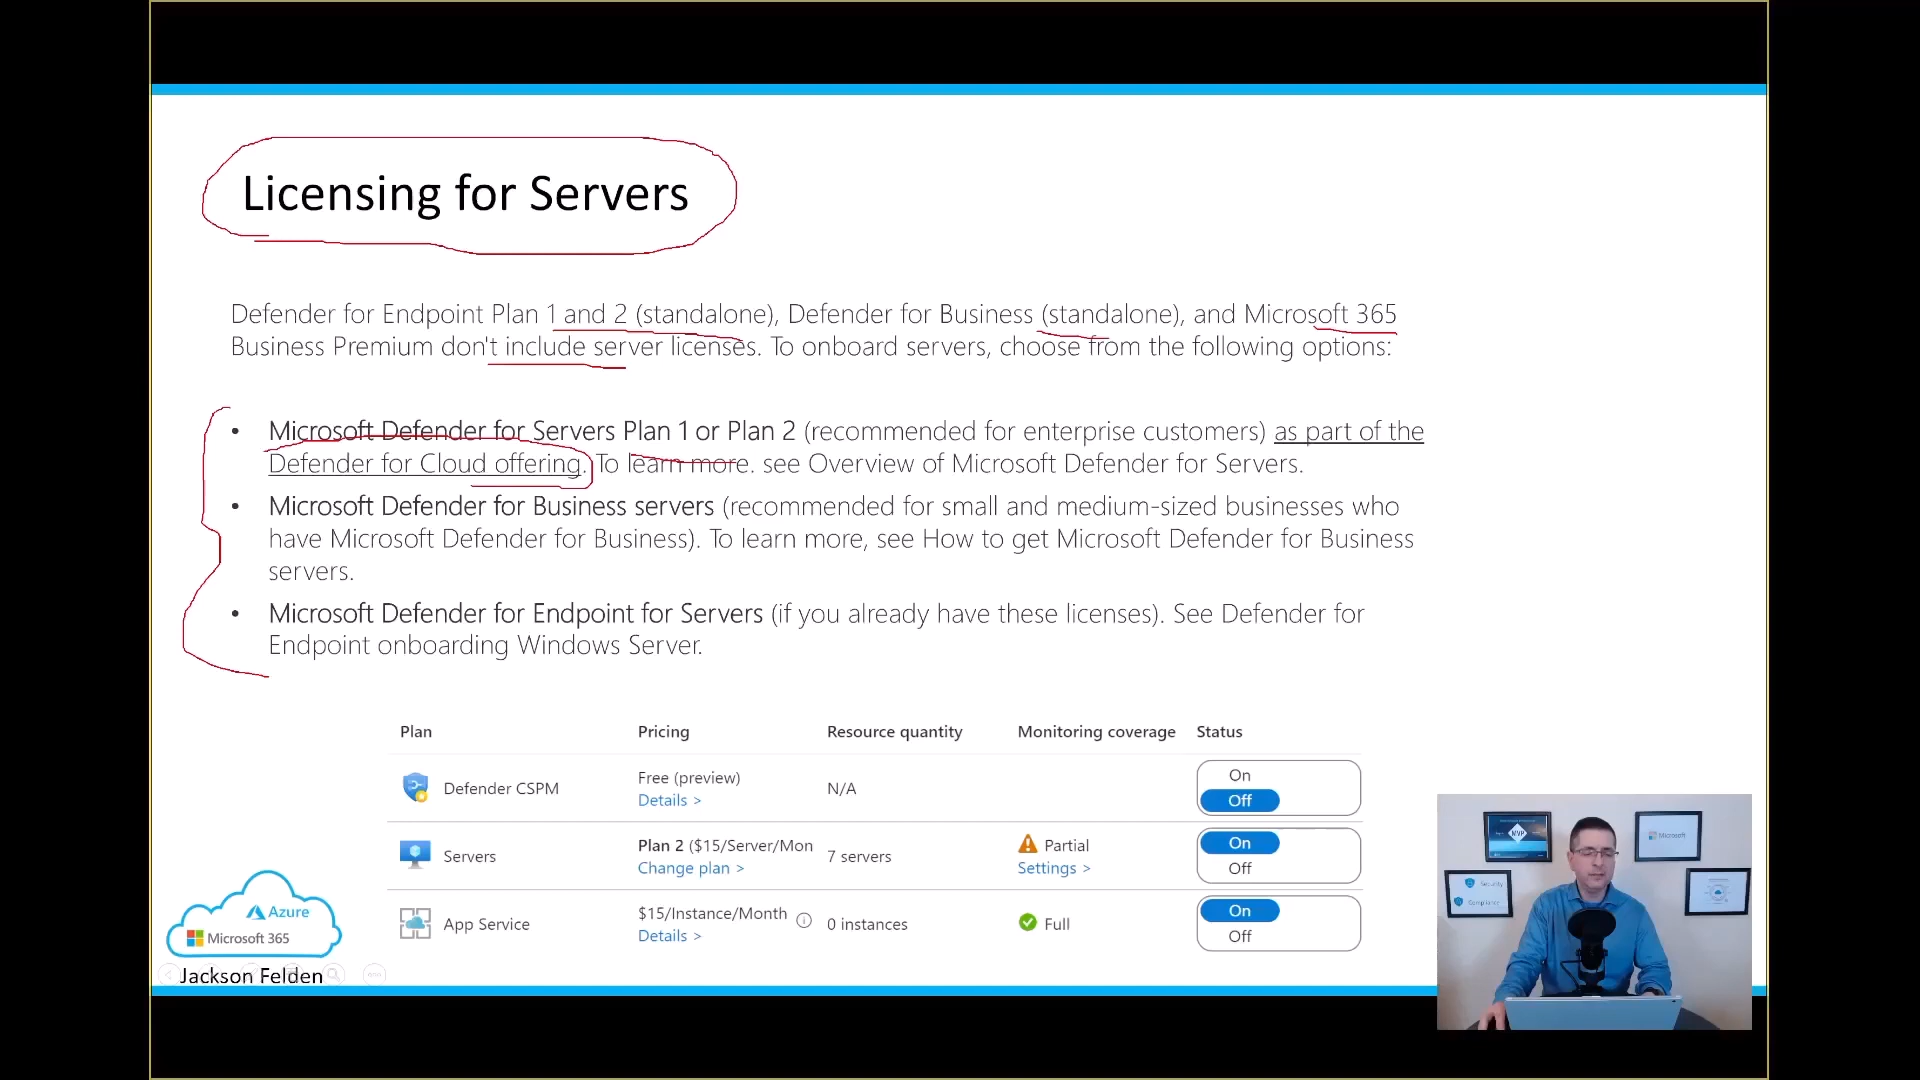 Licensing for Servers
Defender for Endpoint Plan 1 and 2 (standalone), Defender for Business (standalone), and Microsoft 365
Business Premium don't include server licenses. To onboard servers, choose from the following options:
• Microsoft Defender for Servers Plan 1 or Plan 2 (recommended for enterprise customers) as part of the
Defender for Cloud offering. To learn more. see Overview of Microsoft Defender for Servers.
• Microsoft Defender for Business servers (recommended for small and medium-sized businesses who
have Microsoft Defender for Business). To learn more, see How to get Microsoft Defender for Business
servers.
• Microsoft Defender for Endpoint for Servers (if you already have these licenses). See Defender for
Endpoint onboarding Windows Server.
Plan Pricing Resource quantity Monitoring coverage Status
Defender CSPM Free (preview) Details > N/A On Off
Servers Plan 2 ($15/Server/Mon Change plan > 7 servers Partial Settings > On Off
App Service $15/Instance/Month Details > 0 instances Full On Off
Azure
Microsoft 365
Jackson Felden
MVP
Microsoft
Security
Compliance